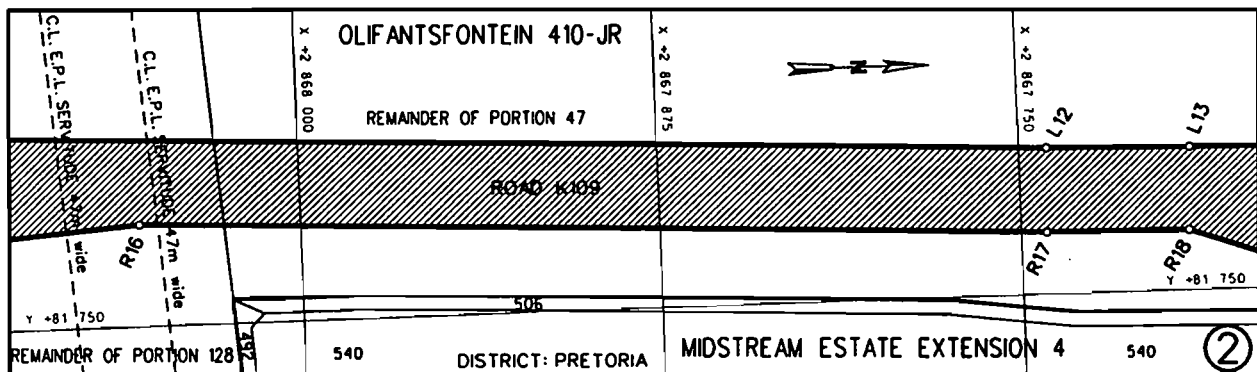 OLIFANTSFONTEIN 410-JR
C.L. E.P.L. SERVITUDE 47m wide
C.L. E.P.L. SERVITUDE 47m wide
X +2 868 000
X +2 867 875
X +2 867 750
N
REMAINDER OF PORTION 47
L12
L13
ROAD K109
R16
R17
R18
Y +81 750
Y +81 750
506
492
REMAINDER OF PORTION 128
540
DISTRICT: PRETORIA
MIDSTREAM ESTATE EXTENSION 4
540
2